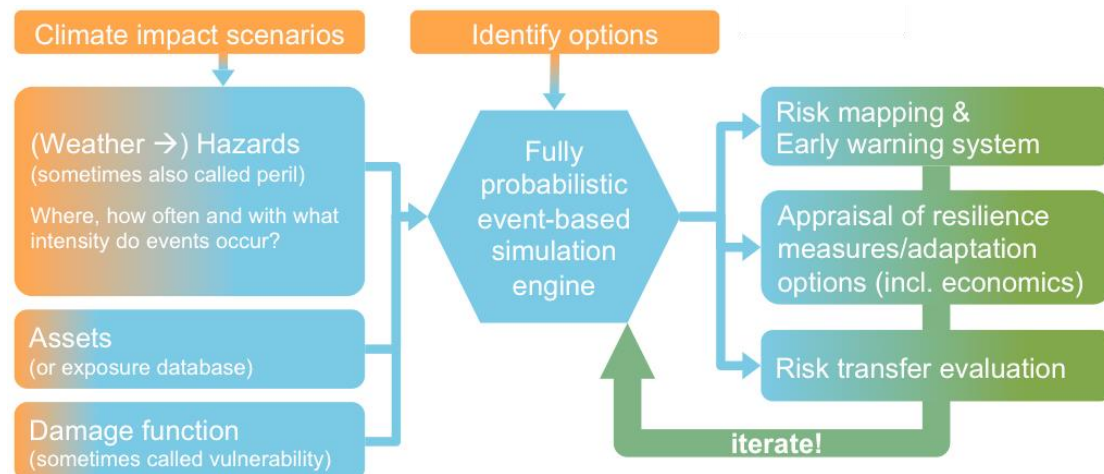 Climate impact scenarios
Identify options
(Weather →) Hazards
(sometimes also called peril)
Where, how often and with what
intensity do events occur?
Assets
(or exposure database)
Damage function
(sometimes called vulnerability)
Fully
probabilistic
event-based
simulation
engine
Risk mapping &
Early warning system
Appraisal of resilience
measures/adaptation
options (incl. economics)
Risk transfer evaluation
iterate!